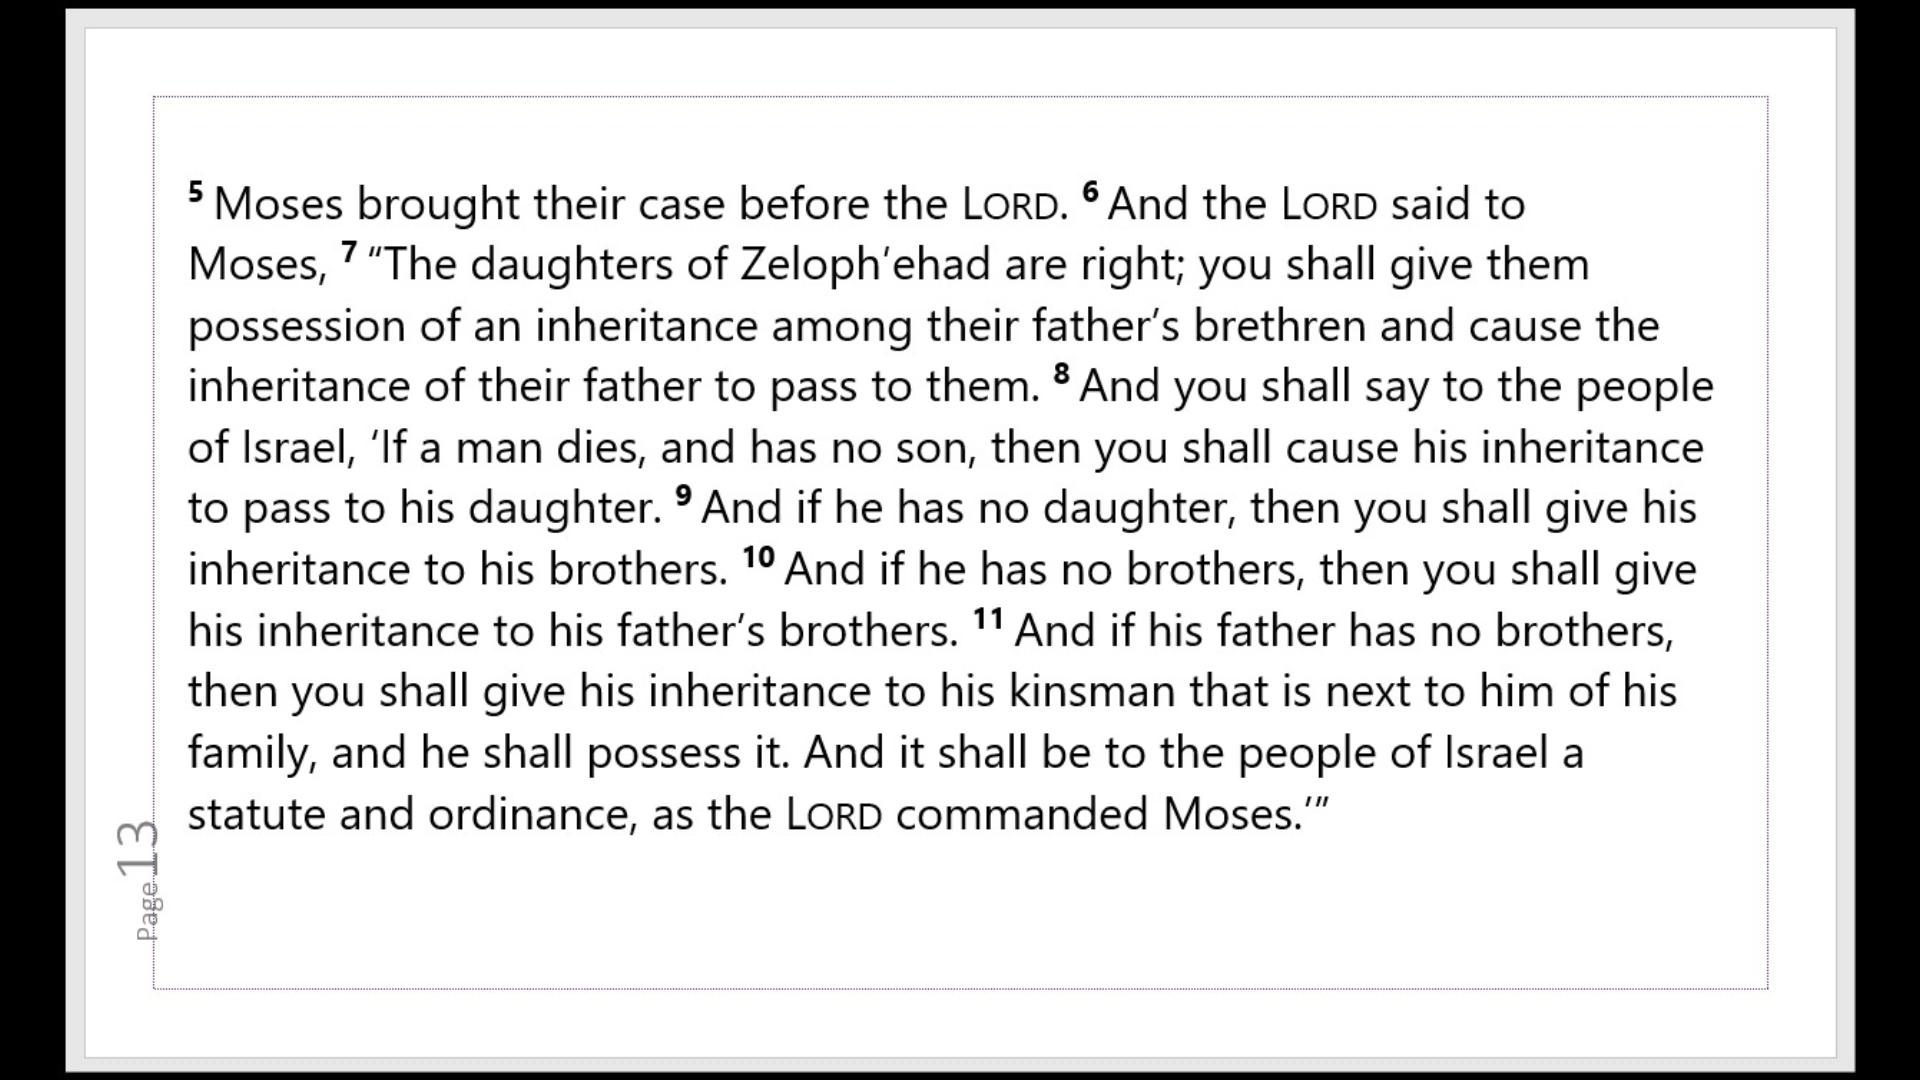 5 Moses brought their case before the LORD. 6 And the LORD said to
Moses, 7 “The daughters of Zeloph′ehad are right; you shall give them
possession of an inheritance among their father’s brethren and cause the
inheritance of their father to pass to them. 8 And you shall say to the people
of Israel, ‘If a man dies, and has no son, then you shall cause his inheritance
to pass to his daughter. 9 And if he has no daughter, then you shall give his
inheritance to his brothers. 10 And if he has no brothers, then you shall give
his inheritance to his father’s brothers. 11 And if his father has no brothers,
then you shall give his inheritance to his kinsman that is next to him of his
family, and he shall possess it. And it shall be to the people of Israel a
statute and ordinance, as the LORD commanded Moses.’”
Page 13